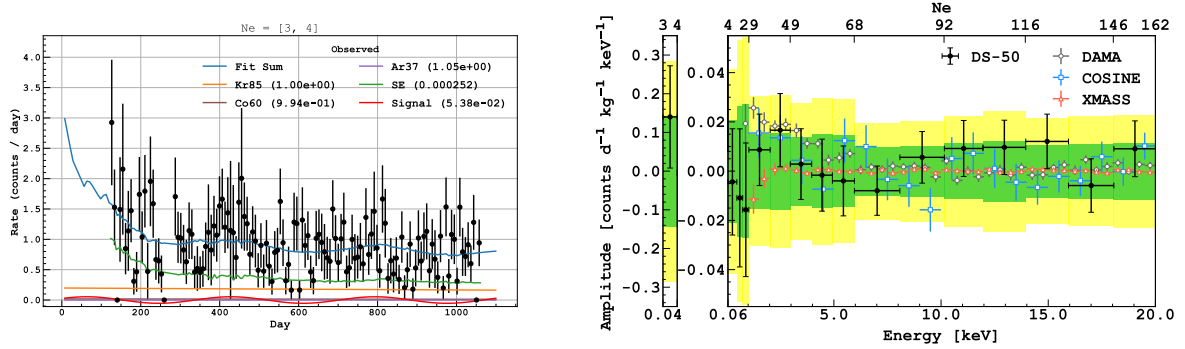 Ne = [3, 4]
Observed
Fit Sum
Kr85 (1.00e+00)
Co60 (9.94e-01)
Ar37 (1.05e+00)
SE (0.000252)
Signal (5.38e-02)
Rate (counts / day)
4.0
3.5
3.0
2.5
2.0
1.5
1.0
0.5
0.0
0 200 400 600 800 1000
Day
Ne
3 4 4 29 49 68 92 116 146 162
Amplitude [counts d⁻¹ kg⁻¹ keV⁻¹]
0.3
0.2
0.1
0.0
-0.1
-0.2
-0.3
0.04
0.02
0.00
-0.02
-0.04
DS-50
DAMA
COSINE
XMASS
0.04 0.06 5.0 10.0 15.0 20.0
Energy [keV]